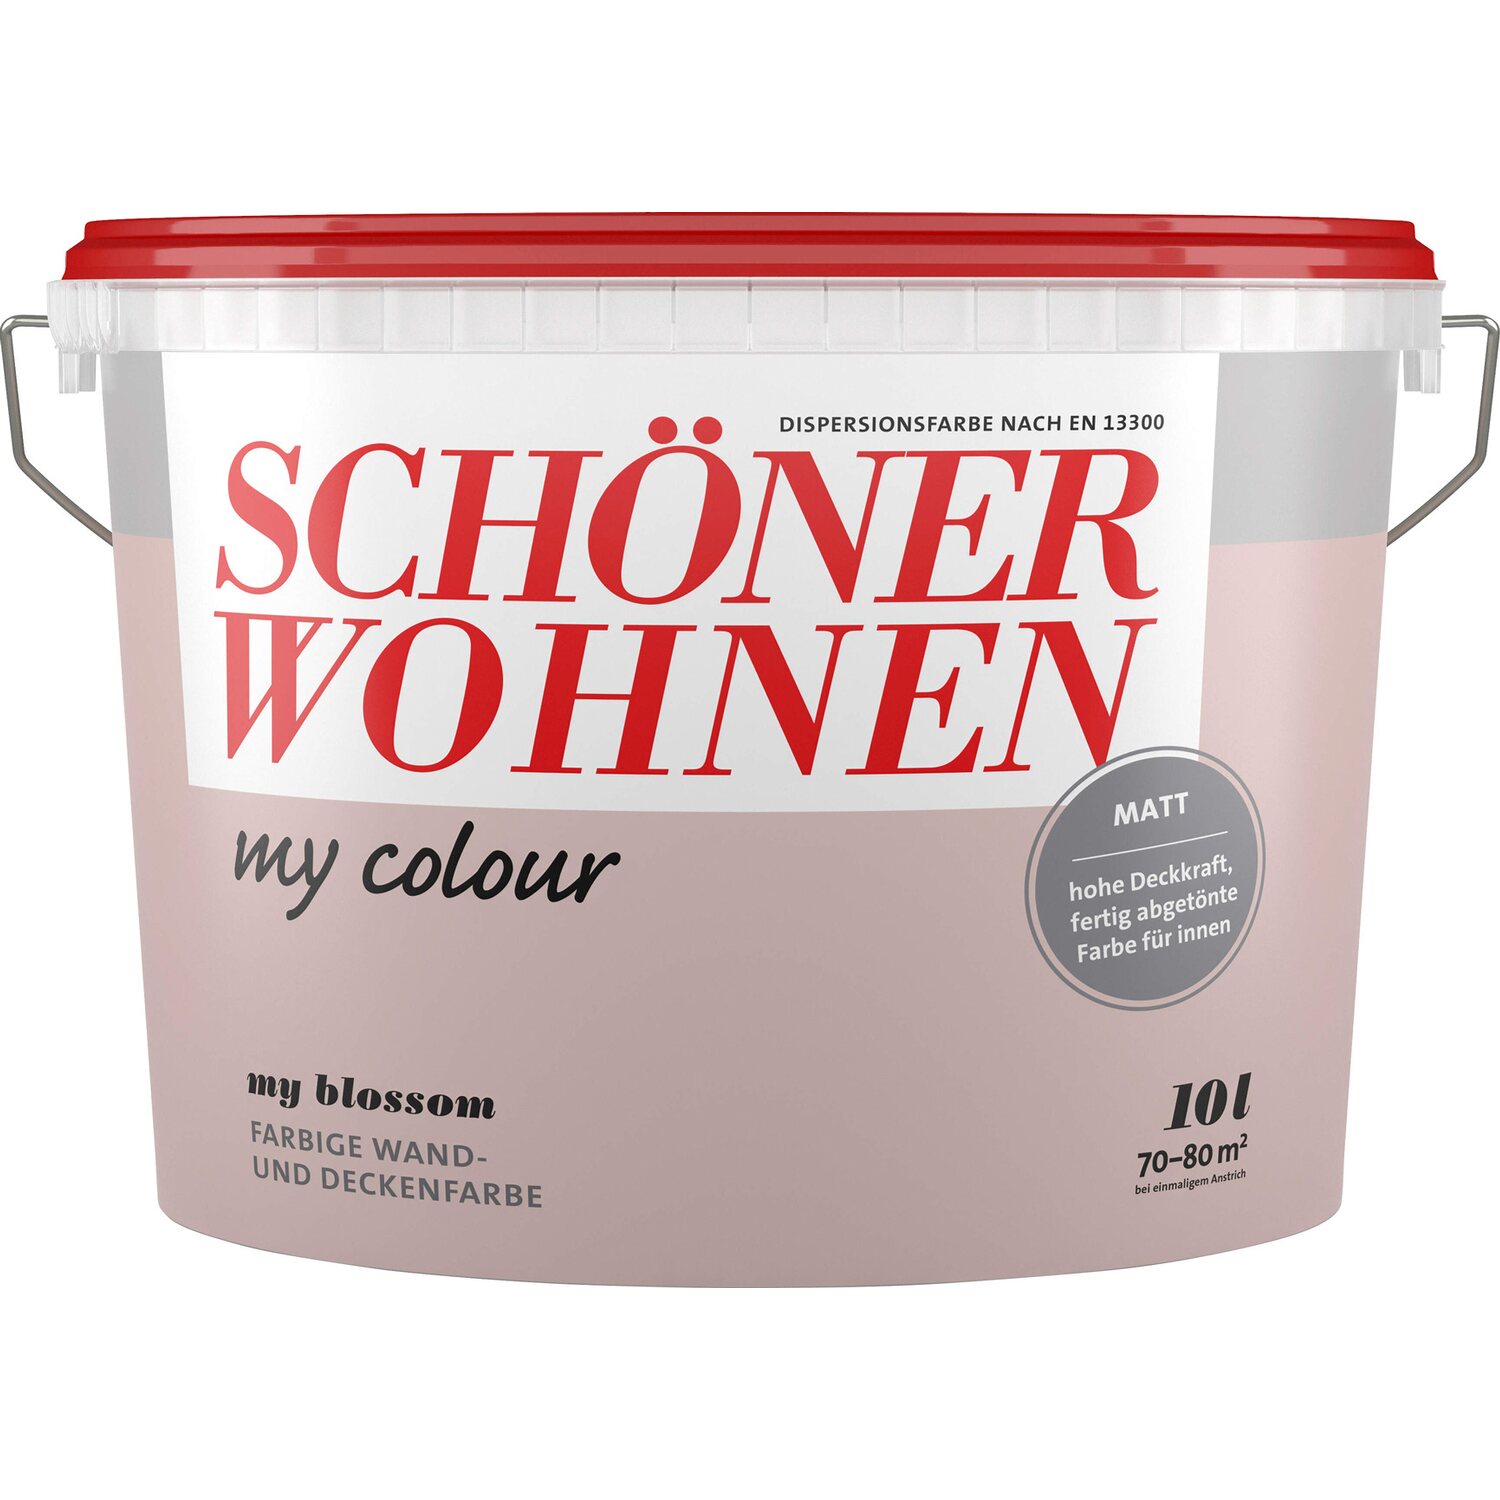 DISPERSIONSFARBE NACH EN 13300
SCHÖNER
WOHNEN
my colour
MATT
hohe Deckkraft,
fertig abgetönte
Farbe für innen
my blossom
FARBIGE WAND-
UND DECKENFARBE
10 l
70–80 m²
bei einmaligem Anstrich